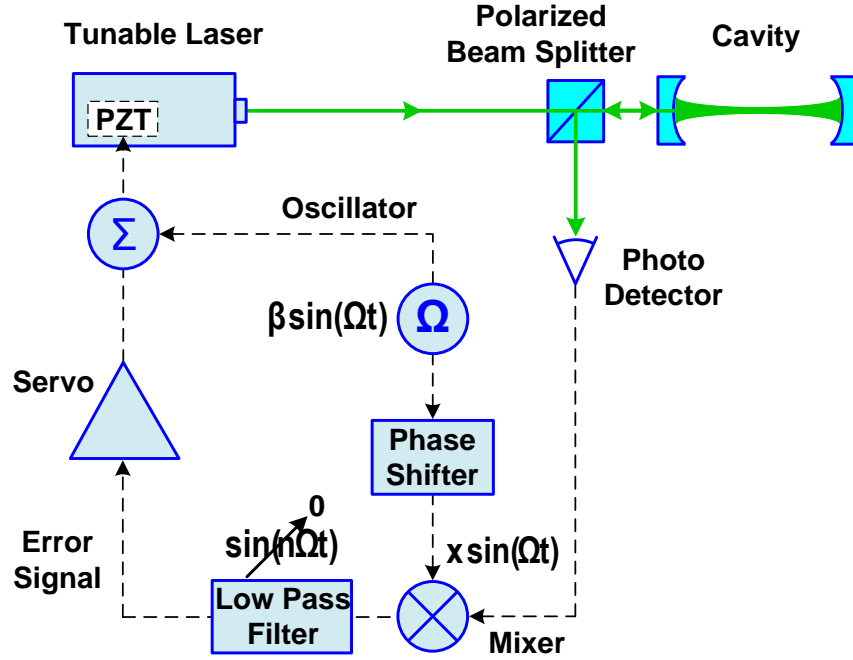 Tunable Laser
Polarized
Beam Splitter
Cavity
PZT
Σ
Oscillator
Photo
Detector
βsin(Ωt)
Ω
Servo
Phase
Shifter
0
sin(nΩt)
xsin(Ωt)
Error
Signal
Low Pass
Filter
Mixer